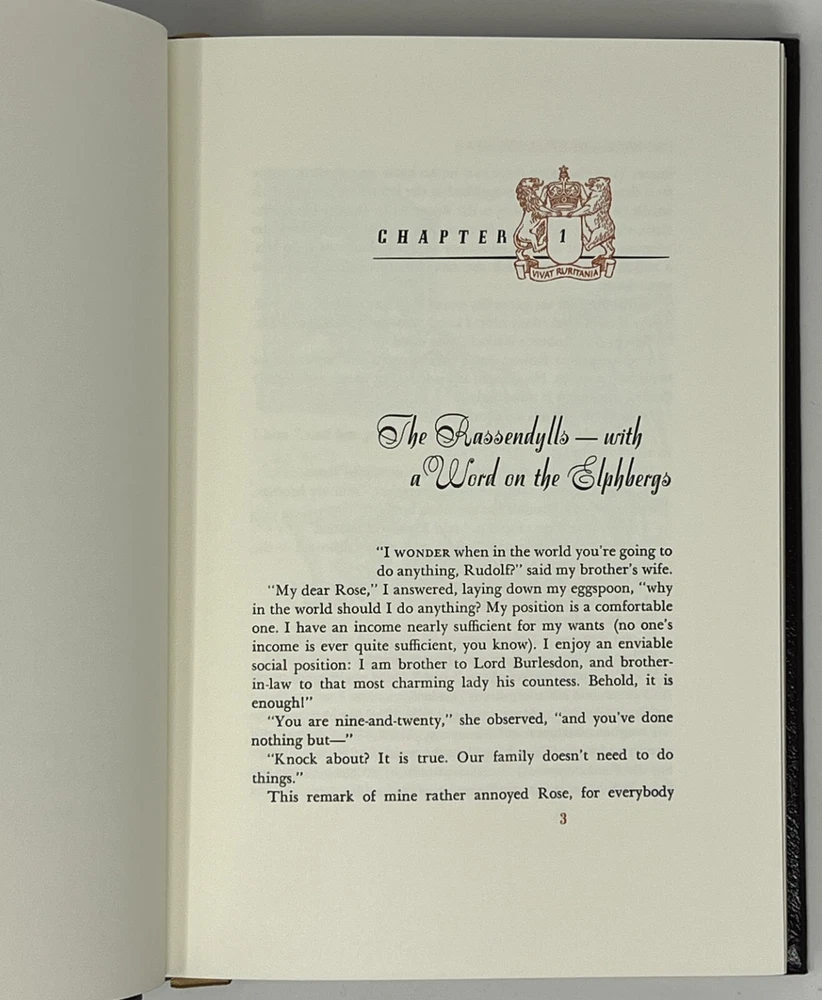 CHAPTER 1
VIVAT RURITANIA
The Rassendylls — with
a Word on the Elphbergs
"I WONDER when in the world you're going to
do anything, Rudolf?" said my brother's wife.
"My dear Rose," I answered, laying down my eggspoon, "why
in the world should I do anything? My position is a comfortable
one. I have an income nearly sufficient for my wants (no one's
income is ever quite sufficient, you know). I enjoy an enviable
social position: I am brother to Lord Burlesdon, and brother-
in-law to that most charming lady his countess. Behold, it is
enough!"
"You are nine-and-twenty," she observed, "and you've done
nothing but—"
"Knock about? It is true. Our family doesn't need to do
things."
This remark of mine rather annoyed Rose, for everybody
3